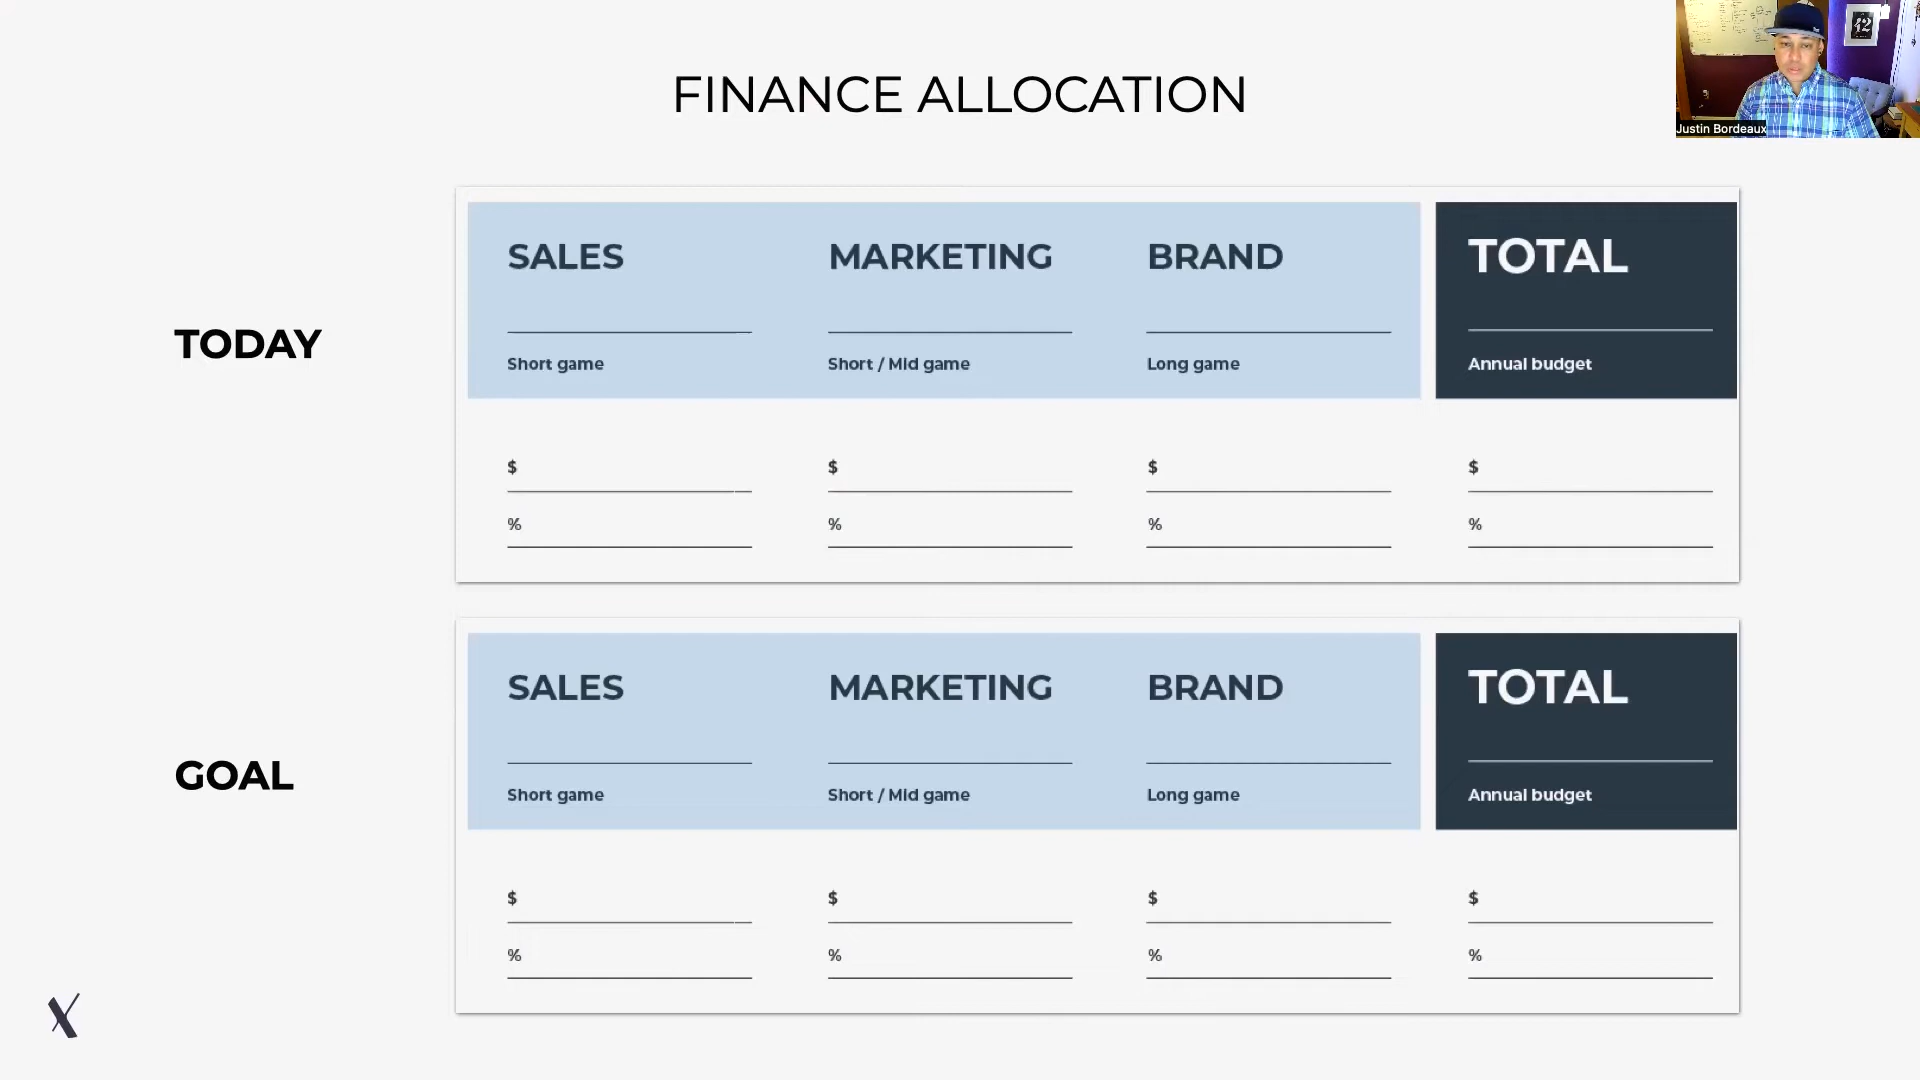 FINANCE ALLOCATION
42
Justin Bordeaux
TODAY
SALES MARKETING BRAND TOTAL
Short game Short / Mid game Long game Annual budget
$ $ $ $
% % % %
GOAL
SALES MARKETING BRAND TOTAL
Short game Short / Mid game Long game Annual budget
$ $ $ $
% % % %
X